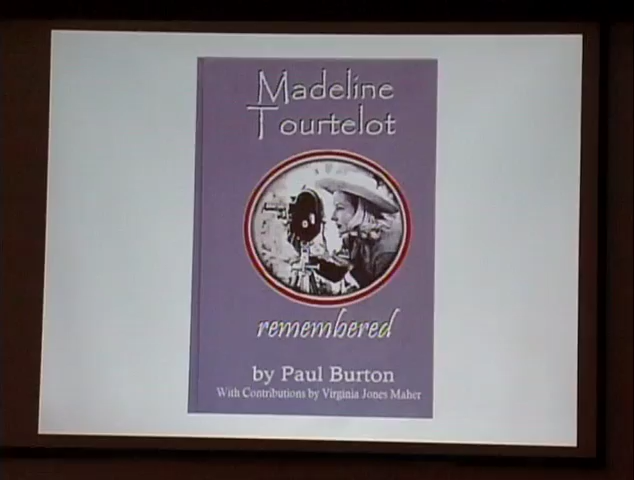 Madeline
Tourtelot
remembered
by Paul Burton
With Contributions by Virginia Jones Maher